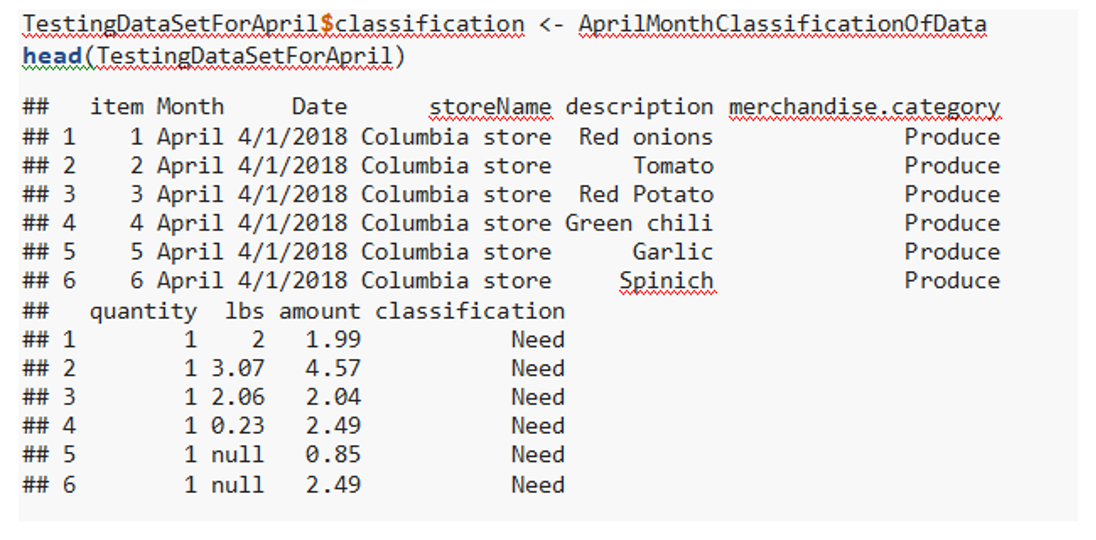 TestingDataSetForApril$classification <- AprilMonthClassificationOfData
head(TestingDataSetForApril)
##   item Month     Date      storeName description merchandise.category
## 1    1 April 4/1/2018 Columbia store  Red onions              Produce
## 2    2 April 4/1/2018 Columbia store      Tomato              Produce
## 3    3 April 4/1/2018 Columbia store  Red Potato              Produce
## 4    4 April 4/1/2018 Columbia store Green chili              Produce
## 5    5 April 4/1/2018 Columbia store      Garlic              Produce
## 6    6 April 4/1/2018 Columbia store     Spinich              Produce
##   quantity  lbs amount classification
## 1        1    2   1.99           Need
## 2        1 3.07   4.57           Need
## 3        1 2.06   2.04           Need
## 4        1 0.23   2.49           Need
## 5        1 null   0.85           Need
## 6        1 null   2.49           Need